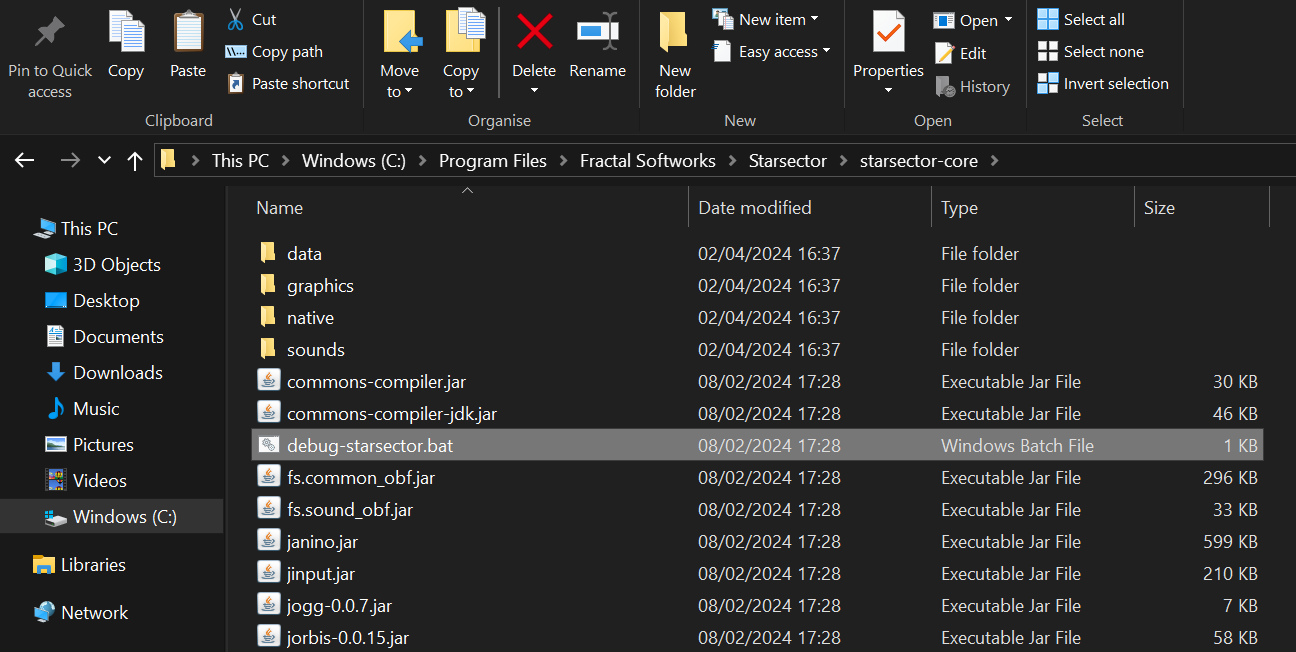 Pin to Quick access
Copy
Paste
Cut
Copy path
Paste shortcut
Clipboard
Move to
Copy to
Delete
Rename
Organise
New folder
New item
Easy access
New
Properties
Open
Edit
History
Open
Select all
Select none
Invert selection
Select
This PC > Windows (C:) > Program Files > Fractal Softworks > Starsector > starsector-core >
This PC
3D Objects
Desktop
Documents
Downloads
Music
Pictures
Videos
Windows (C:)
Libraries
Network
Name Date modified Type Size
data 02/04/2024 16:37 File folder
graphics 02/04/2024 16:37 File folder
native 02/04/2024 16:37 File folder
sounds 02/04/2024 16:37 File folder
commons-compiler.jar 08/02/2024 17:28 Executable Jar File 30 KB
commons-compiler-jdk.jar 08/02/2024 17:28 Executable Jar File 46 KB
debug-starsector.bat 08/02/2024 17:28 Windows Batch File 1 KB
fs.common_obf.jar 08/02/2024 17:28 Executable Jar File 296 KB
fs.sound_obf.jar 08/02/2024 17:28 Executable Jar File 33 KB
janino.jar 08/02/2024 17:28 Executable Jar File 599 KB
jinput.jar 08/02/2024 17:28 Executable Jar File 210 KB
jogg-0.0.7.jar 08/02/2024 17:28 Executable Jar File 7 KB
jorbis-0.0.15.jar 08/02/2024 17:28 Executable Jar File 58 KB